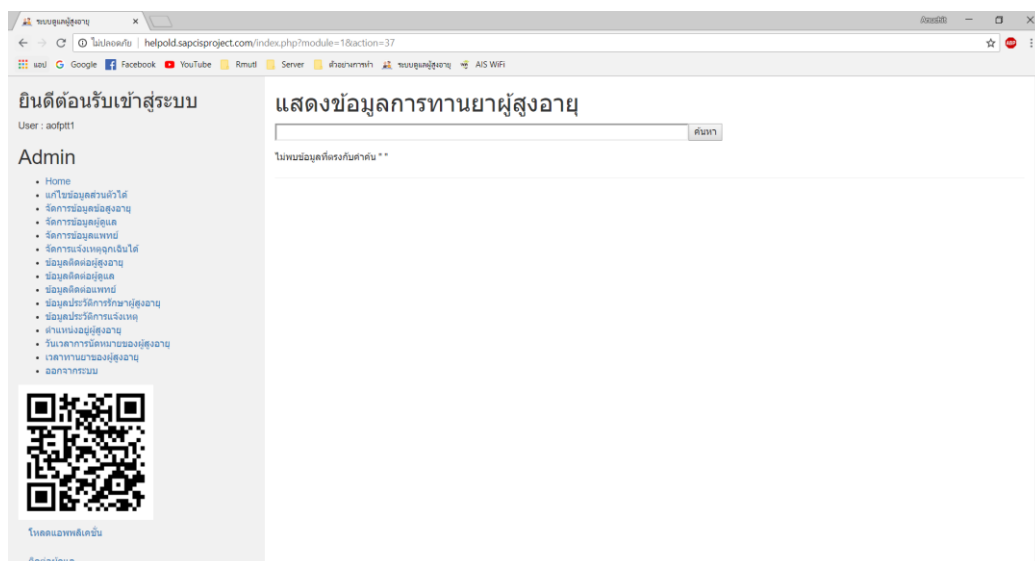 ระบบดูแลผู้สูงอายุ
Anuchit
ไม่ปลอดภัย | helpold.sapcisproject.com/index.php?module=1&action=37
แอป Google Facebook YouTube Rmutl Server ตัวอย่างการทำ ระบบดูแลผู้สูงอายุ AIS WiFi
ยินดีต้อนรับเข้าสู่ระบบ
User : aofptt1
Admin
Home
แก้ไขข้อมูลส่วนตัวได้
จัดการข้อมูลข้อสูงอายุ
จัดการข้อมูลผู้ดูแล
จัดการข้อมูลแพทย์
จัดการแจ้งเหตุฉุกเฉินได้
ข้อมูลติดต่อผู้สูงอายุ
ข้อมูลติดต่อผู้ดูแล
ข้อมูลติดต่อแพทย์
ข้อมูลประวัติการรักษาผู้สูงอายุ
ข้อมูลประวัติการแจ้งเหตุ
ตำแหน่งอยู่ผู้สูงอายุ
วันเวลาการนัดหมายของผู้สูงอายุ
เวลาทานยาของผู้สูงอายุ
ออกจากระบบ
โหลดแอพพลิเคชั่น
แสดงข้อมูลการทานยาผู้สูงอายุ
ค้นหา
ไม่พบข้อมูลที่ตรงกับคำค้น " "